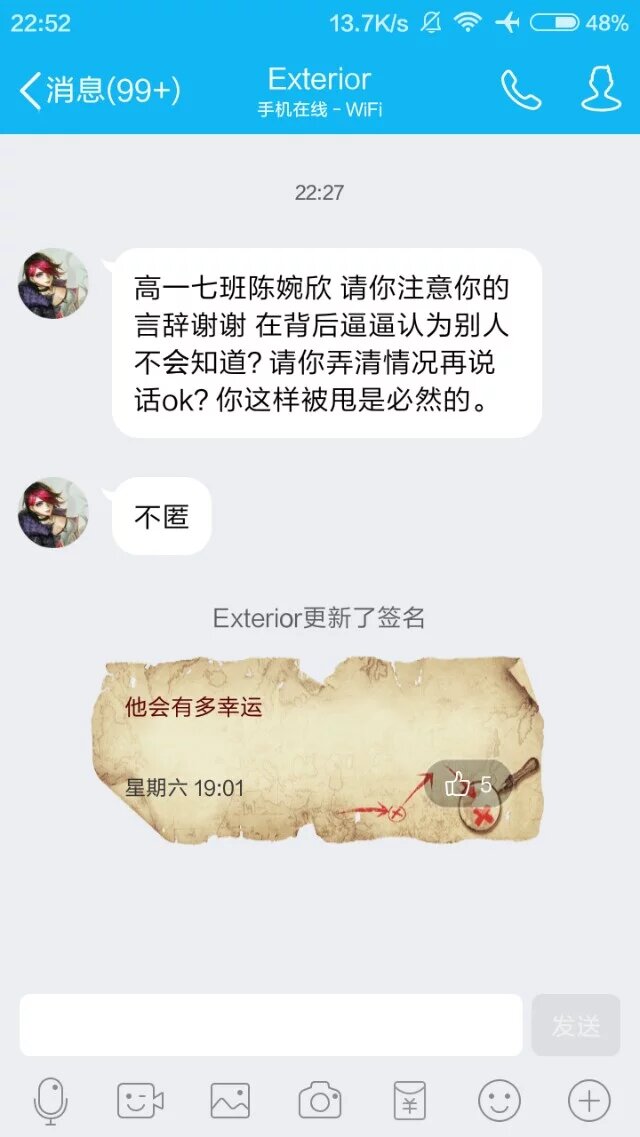 22:52 13.7K/s 48%
消息(99+) Exterior
手机在线 - WiFi
22:27
高一七班陈婉欣 请你注意你的
言辞谢谢 在背后逼逼认为别人
不会知道? 请你弄清情况再说
话ok? 你这样被甩是必然的。
不匿
Exterior更新了签名
他会有多幸运
星期六 19:01
5
发送